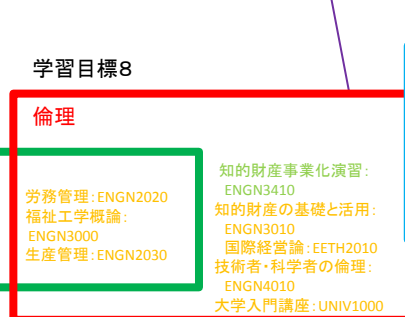 学習目標8
倫理
労務管理:ENGN2020
福祉工学概論:
ENGN3000
生産管理:ENGN2030
知的財産事業化演習:
ENGN3410
知的財産の基礎と活用:
ENGN3010
国際経営論:EETH2010
技術者・科学者の倫理:
ENGN4010
大学入門講座:UNIV1000